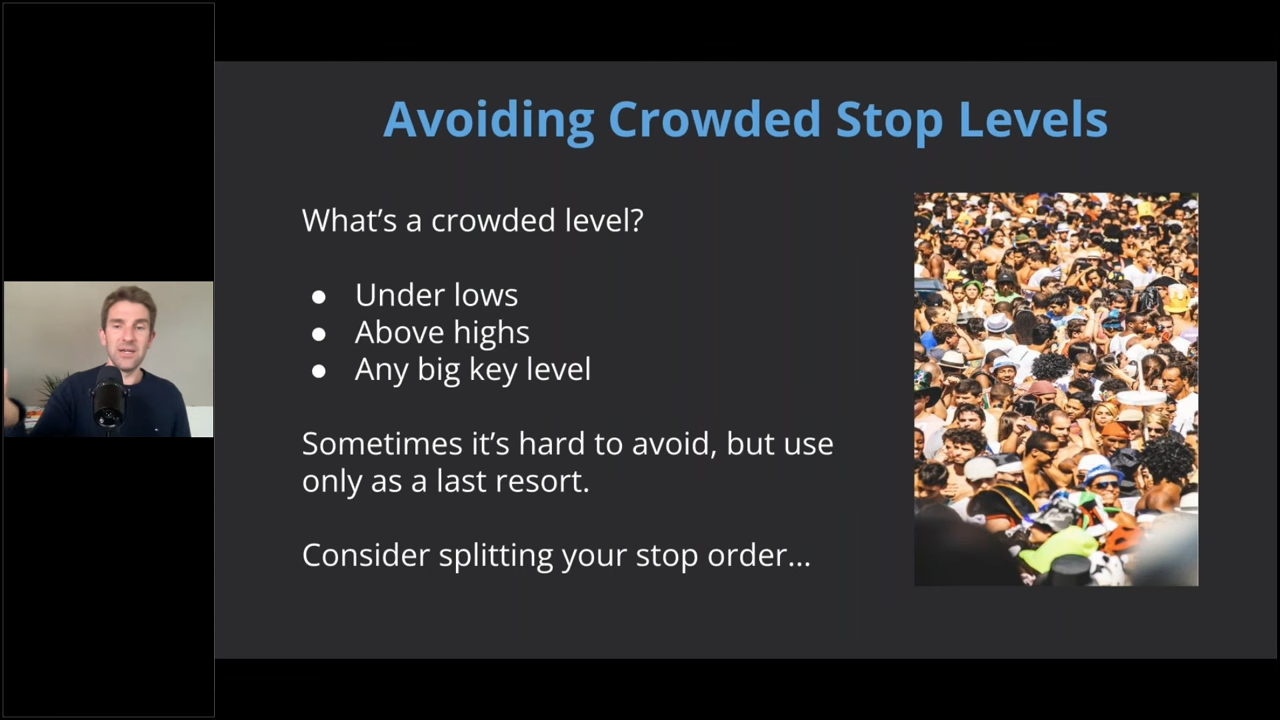 Avoiding Crowded Stop Levels
What’s a crowded level?
● Under lows
● Above highs
● Any big key level
Sometimes it’s hard to avoid, but use
only as a last resort.
Consider splitting your stop order...